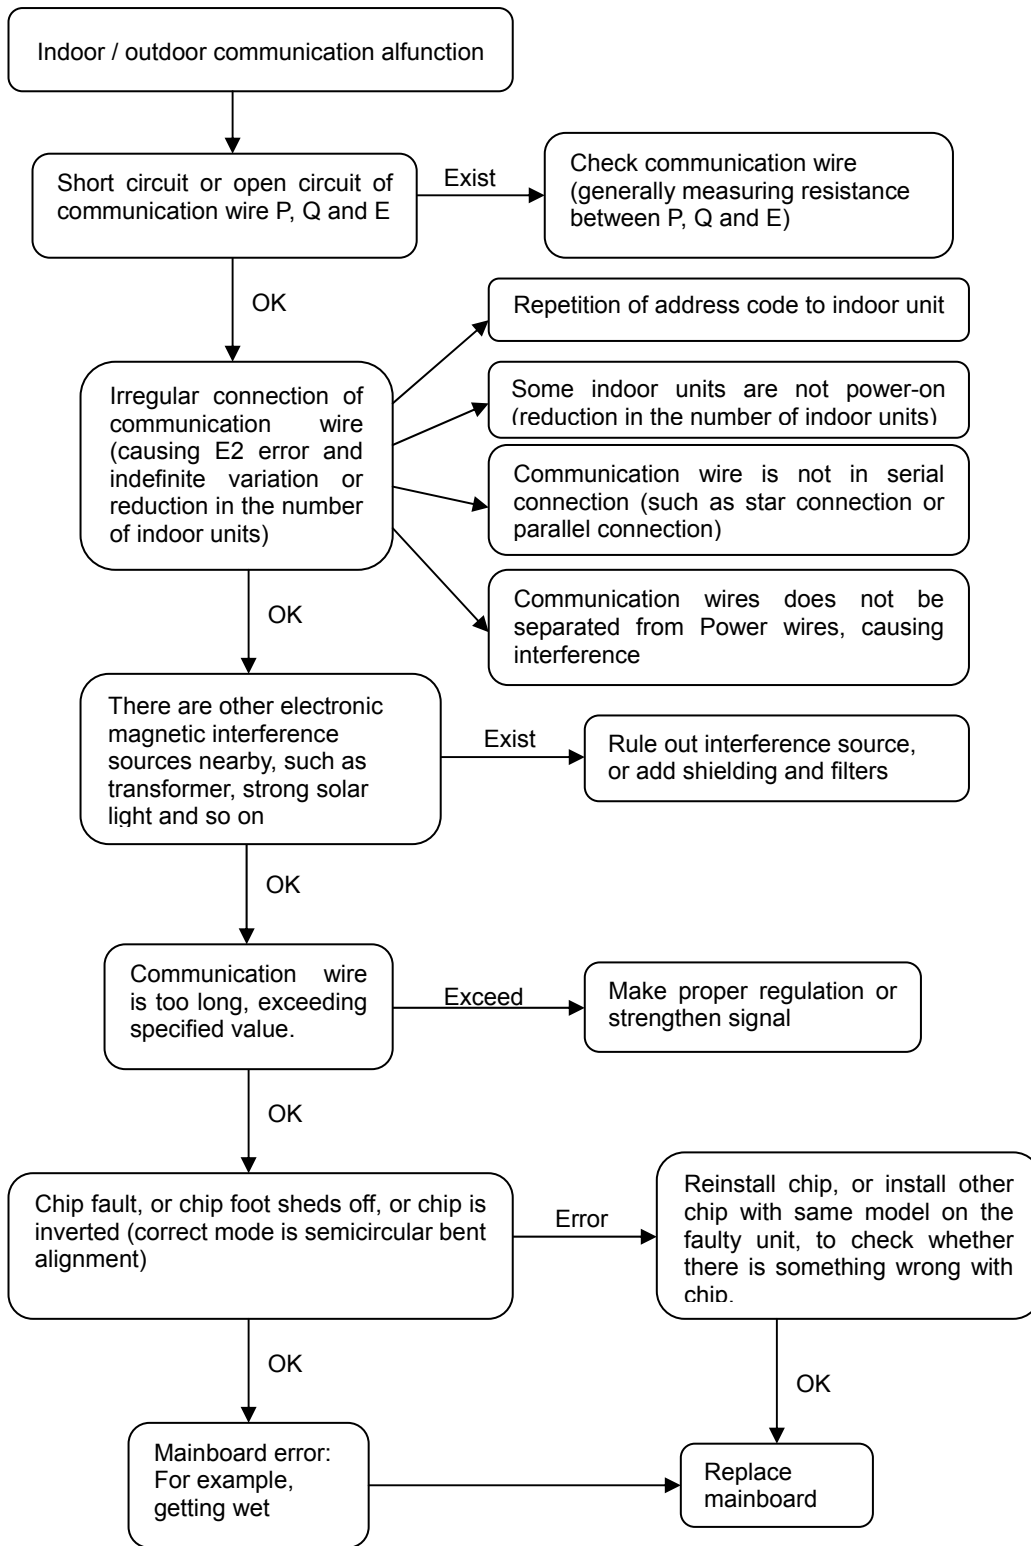 Indoor / outdoor communication alfunction
Short circuit or open circuit of
communication wire P, Q and E
Exist
Check communication wire
(generally measuring resistance
between P, Q and E)
OK
Repetition of address code to indoor unit
Irregular connection of
communication wire
(causing E2 error and
indefinite variation or
reduction in the number
of indoor units)
Some indoor units are not power-on
(reduction in the number of indoor units)
Communication wire is not in serial
connection (such as star connection or
parallel connection)
Communication wires does not be
separated from Power wires, causing
interference
OK
There are other electronic
magnetic interference
sources nearby, such as
transformer, strong solar
light and so on
Exist
Rule out interference source,
or add shielding and filters
OK
Communication wire
is too long, exceeding
specified value.
Exceed
Make proper regulation or
strengthen signal
OK
Chip fault, or chip foot sheds off, or chip is
inverted (correct mode is semicircular bent
alignment)
Error
Reinstall chip, or install other
chip with same model on the
faulty unit, to check whether
there is something wrong with
chip.
OK
OK
Mainboard error:
For example,
getting wet
Replace
mainboard